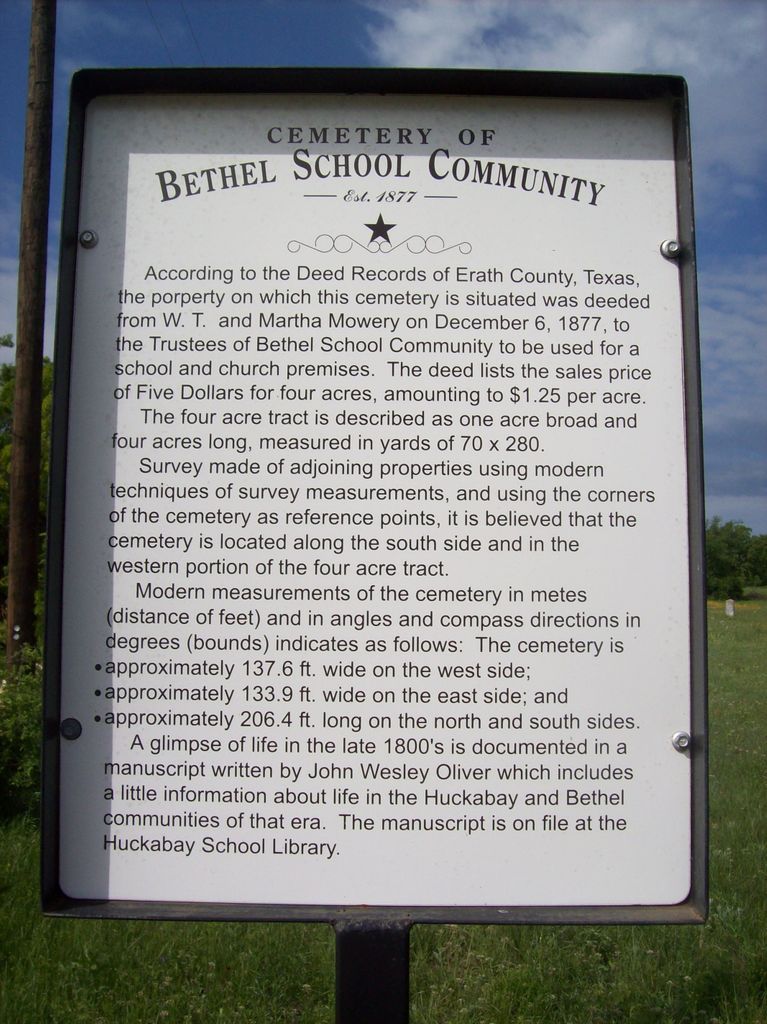 CEMETERY OF
BETHEL SCHOOL COMMUNITY
Est. 1877
According to the Deed Records of Erath County, Texas,
the porperty on which this cemetery is situated was deeded
from W. T. and Martha Mowery on December 6, 1877, to
the Trustees of Bethel School Community to be used for a
school and church premises. The deed lists the sales price
of Five Dollars for four acres, amounting to $1.25 per acre.
The four acre tract is described as one acre broad and
four acres long, measured in yards of 70 x 280.
Survey made of adjoining properties using modern
techniques of survey measurements, and using the corners
of the cemetery as reference points, it is believed that the
cemetery is located along the south side and in the
western portion of the four acre tract.
Modern measurements of the cemetery in metes
(distance of feet) and in angles and compass directions in
degrees (bounds) indicates as follows: The cemetery is
•approximately 137.6 ft. wide on the west side;
•approximately 133.9 ft. wide on the east side; and
•approximately 206.4 ft. long on the north and south sides.
A glimpse of life in the late 1800's is documented in a
manuscript written by John Wesley Oliver which includes
a little information about life in the Huckabay and Bethel
communities of that era. The manuscript is on file at the
Huckabay School Library.